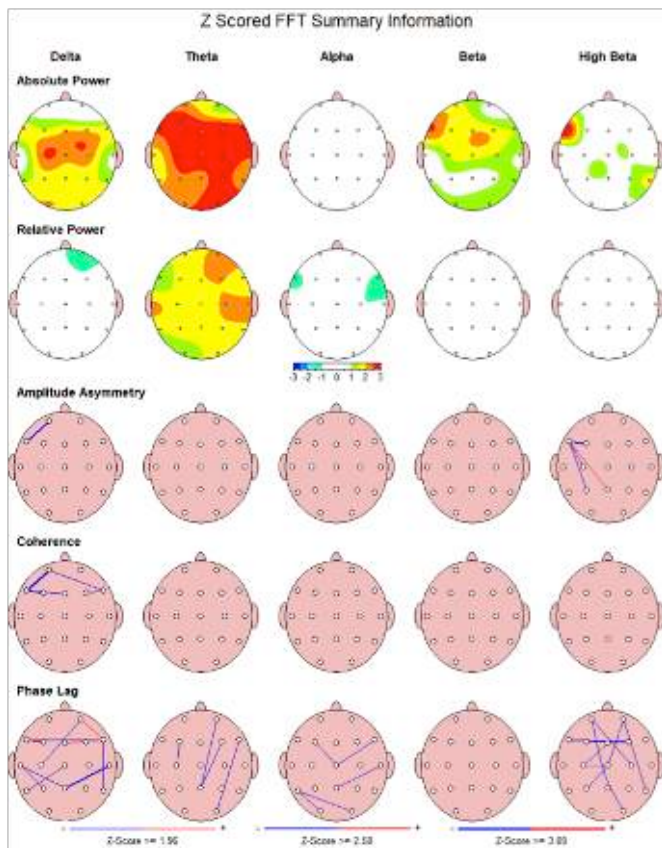 Z Scored FFT Summary Information
Delta Theta Alpha Beta High Beta
Absolute Power
Relative Power
-3 -2 -1 0 1 2 3
Amplitude Asymmetry
Coherence
Phase Lag
- + - + - +
Z-Score >= 1.96 Z-Score >= 2.58 Z-Score >= 3.09